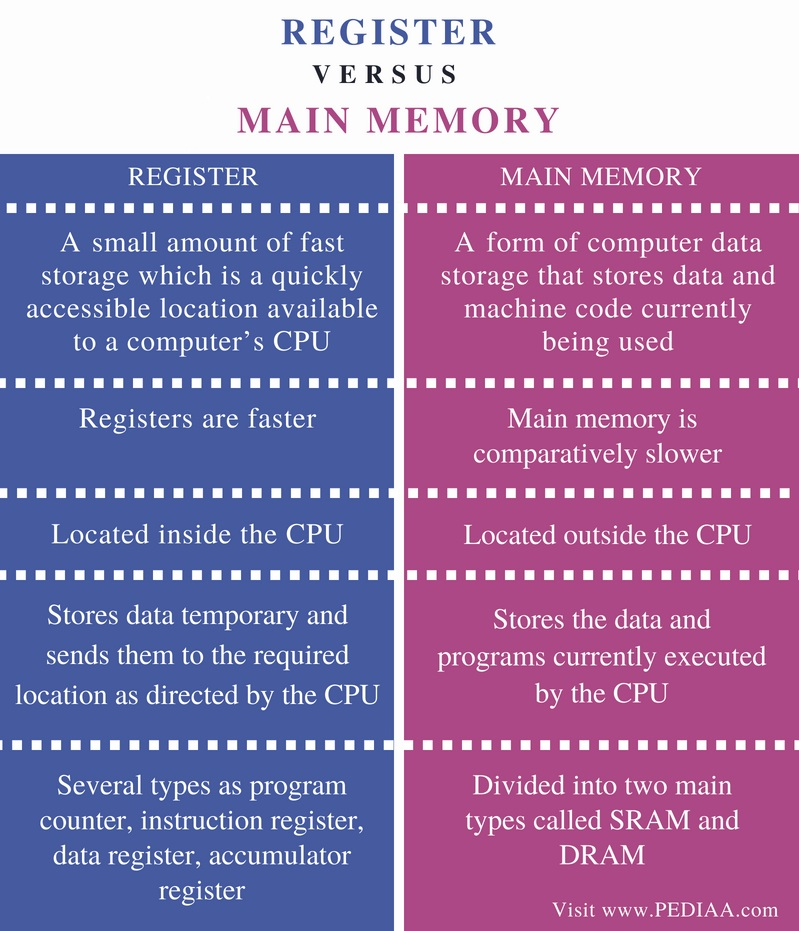 REGISTER
VERSUS
MAIN MEMORY
REGISTER
A small amount of fast
storage which is a quickly
accessible location available
to a computer's CPU
MAIN MEMORY
A form of computer data
storage that stores data and
machine code currently
being used
Registers are faster
Main memory is
comparatively slower
Located inside the CPU
Located outside the CPU
Stores data temporary and
sends them to the required
location as directed by the CPU
Stores the data and
programs currently executed
by the CPU
Several types as program
counter, instruction register,
data register, accumulator
register
Divided into two main
types called SRAM and
DRAM
Visit www.PEDIAA.com